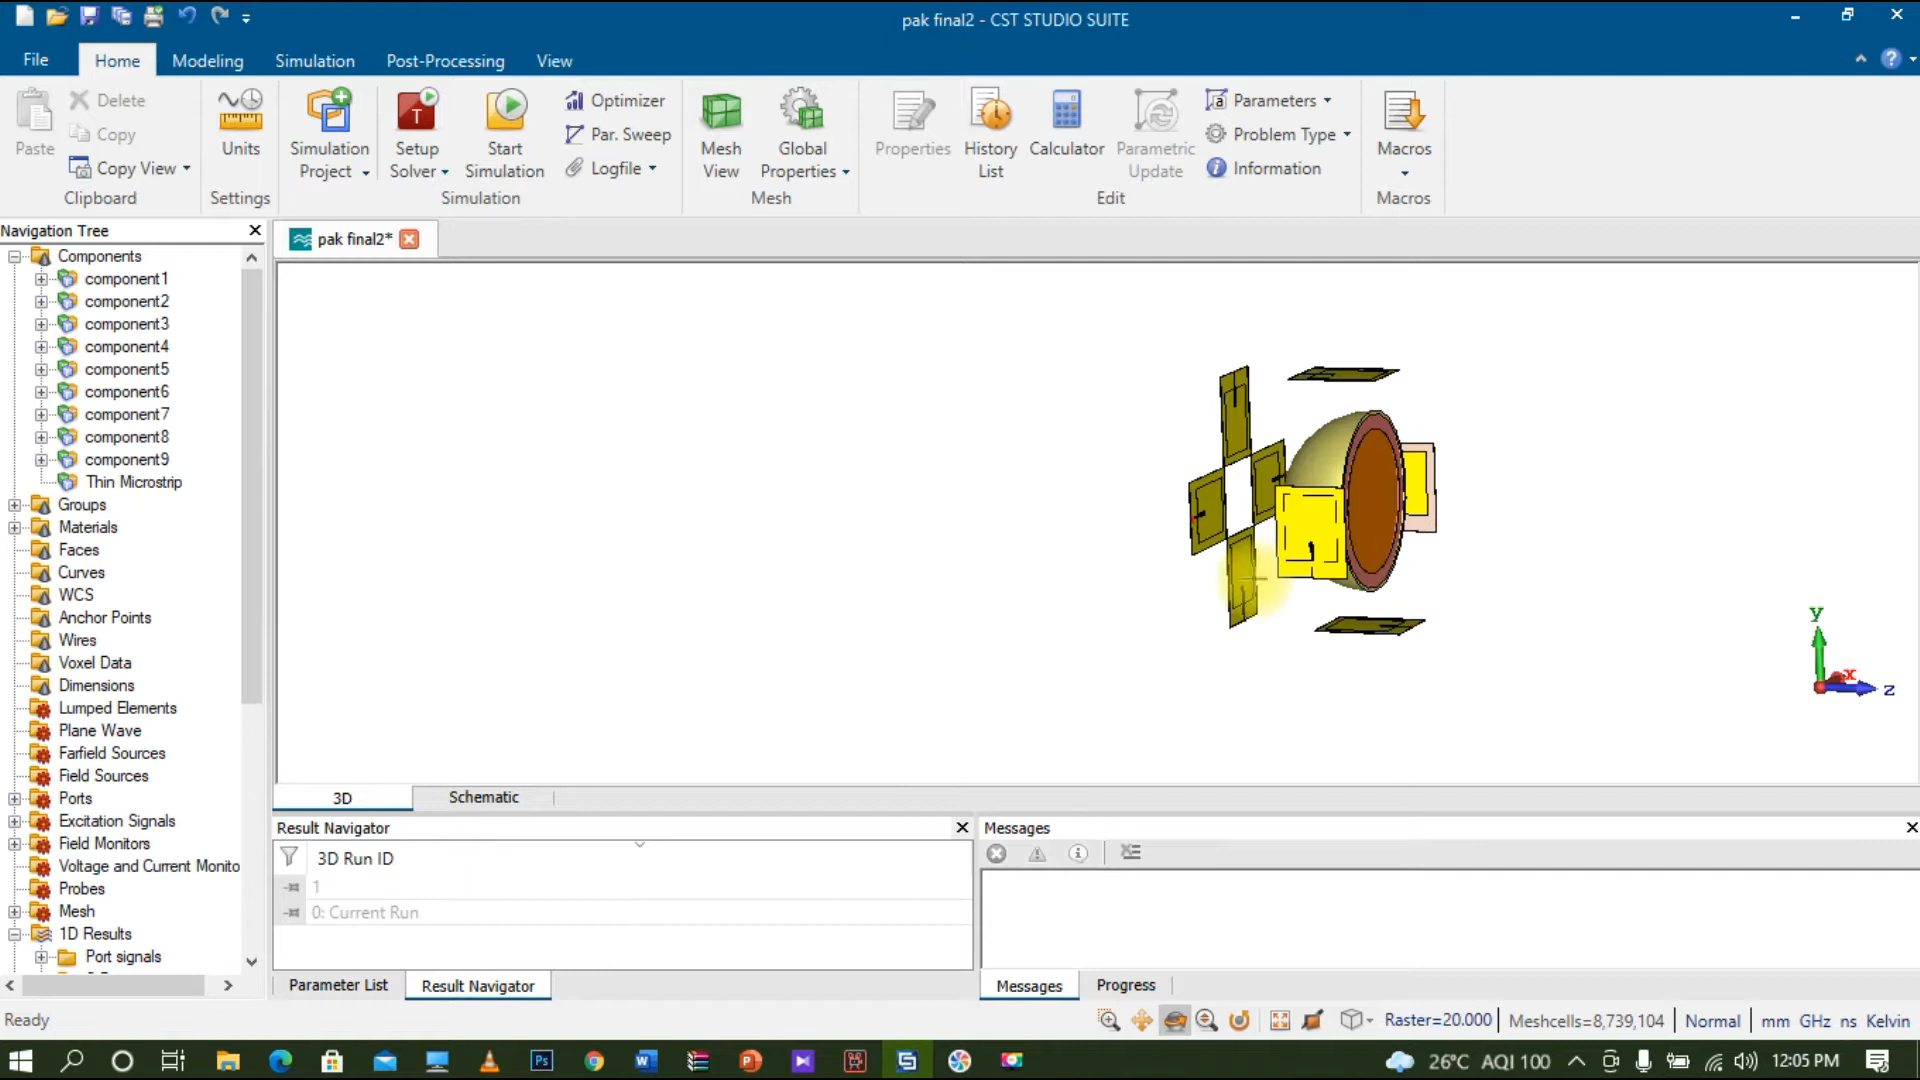 pak final2 - CST STUDIO SUITE
File
Home
Modeling
Simulation
Post-Processing
View
Paste
Delete
Copy
Copy View
Clipboard
Units
Settings
Simulation
Project
T
Setup
Solver
Start
Simulation
Optimizer
Par. Sweep
Logfile
Simulation
Mesh
View
Global
Properties
Mesh
Properties
History
List
Calculator
Parametric
Update
Parameters
Problem Type
Information
Edit
Macros
Macros
Navigation Tree
Components
component1
component2
component3
component4
component5
component6
component7
component8
component9
Thin Microstrip
Groups
Materials
Faces
Curves
WCS
Anchor Points
Wires
Voxel Data
Dimensions
Lumped Elements
Plane Wave
Farfield Sources
Field Sources
Ports
Excitation Signals
Field Monitors
Voltage and Current Monito
Probes
Mesh
1D Results
Port signals
pak final2*
y
x
z
3D
Schematic
Result Navigator
3D Run ID
1
0: Current Run
Parameter List
Result Navigator
Messages
Messages
Progress
Ready
Raster=20.000
Meshcells=8,739,104
Normal
mm GHz ns Kelvin
26°C AQI 100
12:05 PM